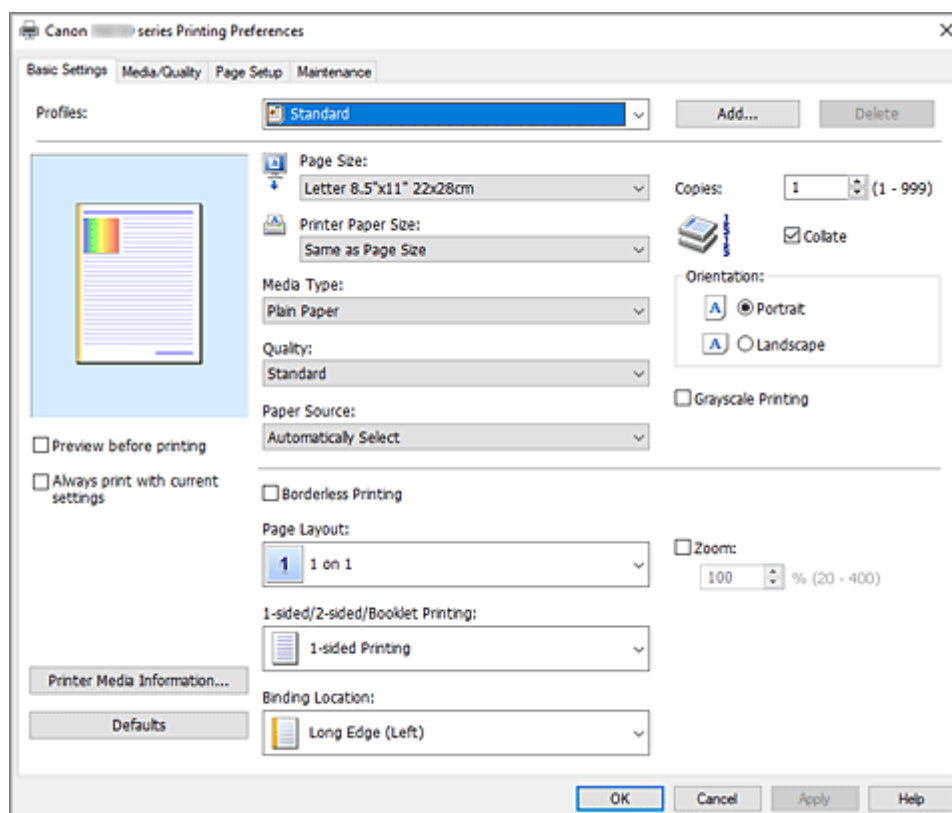 Canon series Printing Preferences
Basic Settings Media/Quality Page Setup Maintenance
Profiles: Standard Add... Delete
Page Size:
Letter 8.5"x11" 22x28cm
Copies: 1 (1 - 999)
Printer Paper Size:
Same as Page Size
Collate
Media Type:
Plain Paper
Orientation:
A Portrait
A Landscape
Quality:
Standard
Grayscale Printing
Paper Source:
Automatically Select
Preview before printing
Always print with current
settings
Borderless Printing
Page Layout:
1 1 on 1
Zoom:
100 % (20 - 400)
1-sided/2-sided/Booklet Printing:
1-sided Printing
Printer Media Information...
Defaults
Binding Location:
Long Edge (Left)
OK Cancel Apply Help